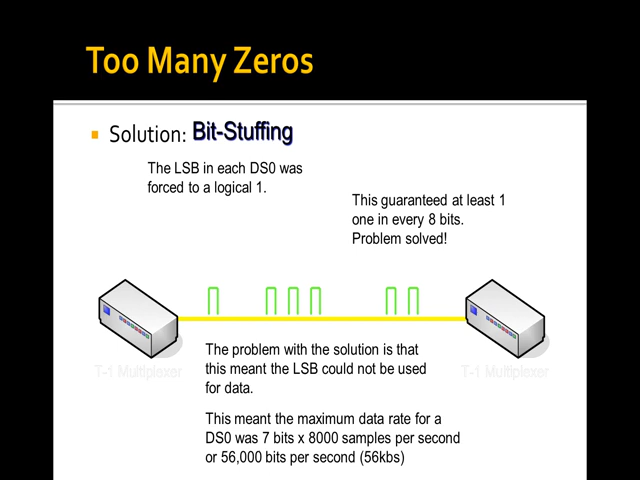 Too Many Zeros
Solution: Bit-Stuffing
The LSB in each DS0 was
forced to a logical 1.
This guaranteed at least 1
one in every 8 bits.
Problem solved!
T-1 Multiplexer
T-1 Multiplexer
The problem with the solution is that
this meant the LSB could not be used
for data.
This meant the maximum data rate for a
DS0 was 7 bits x 8000 samples per second
or 56,000 bits per second (56kbs)